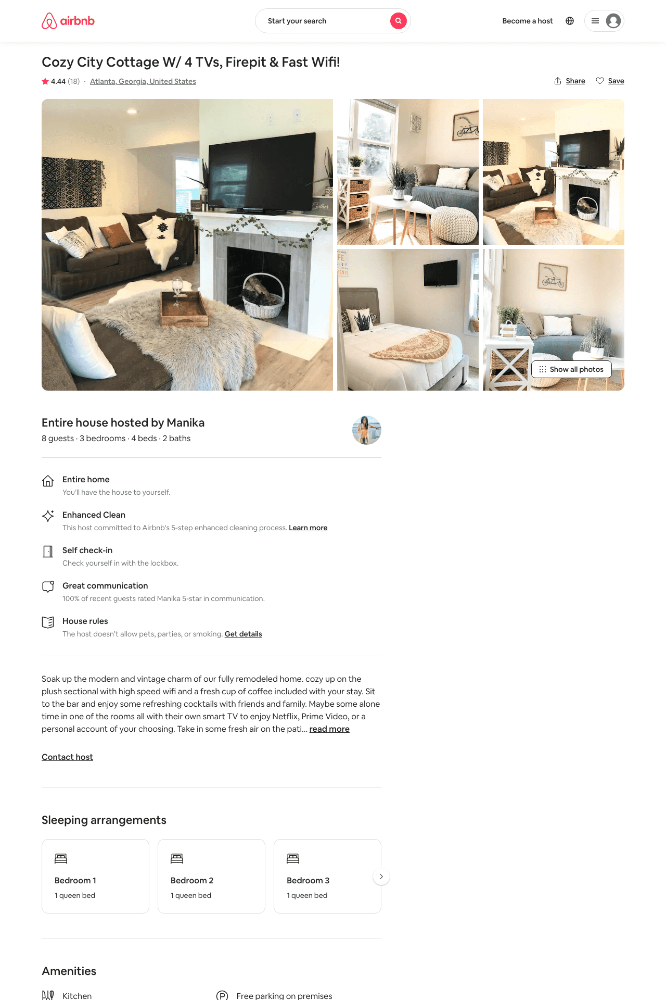 airbnb
Start your search
Become a host
Cozy City Cottage W/ 4 TVs, Firepit & Fast Wifi!
4.44 (18) · Atlanta, Georgia, United States
Share
Save
Gather
Show all photos
Entire house hosted by Manika
8 guests · 3 bedrooms · 4 beds · 2 baths
Entire home
You’ll have the house to yourself.
Enhanced Clean
This host committed to Airbnb's 5-step enhanced cleaning process. Learn more
Self check-in
Check yourself in with the lockbox.
Great communication
100% of recent guests rated Manika 5-star in communication.
House rules
The host doesn’t allow pets, parties, or smoking. Get details
Soak up the modern and vintage charm of our fully remodeled home. cozy up on the
plush sectional with high speed wifi and a fresh cup of coffee included with your stay. Sit
to the bar and enjoy some refreshing cocktails with friends and family. Maybe some alone
time in one of the rooms all with their own smart TV to enjoy Netflix, Prime Video, or a
personal account of your choosing. Take in some fresh air on the pati... read more
Contact host
Sleeping arrangements
Bedroom 1
1 queen bed
Bedroom 2
1 queen bed
Bedroom 3
1 queen bed
Amenities
Kitchen
Free parking on premises